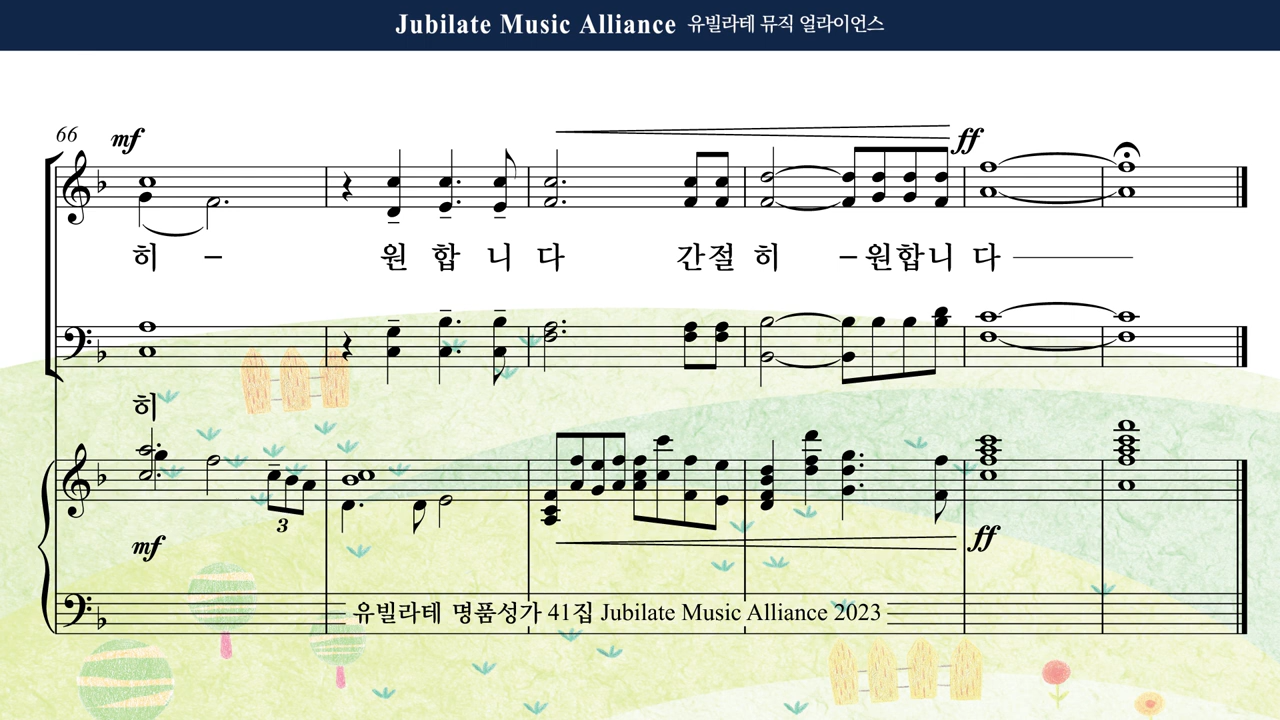 Jubilate Music Alliance 유빌라테 뮤직 얼라이언스
66 mf ff
히 – 원 합 니 다 간절 히 – 원합니 다
히
3
mf ff
유빌라테 명품성가 41집 Jubilate Music Alliance 2023